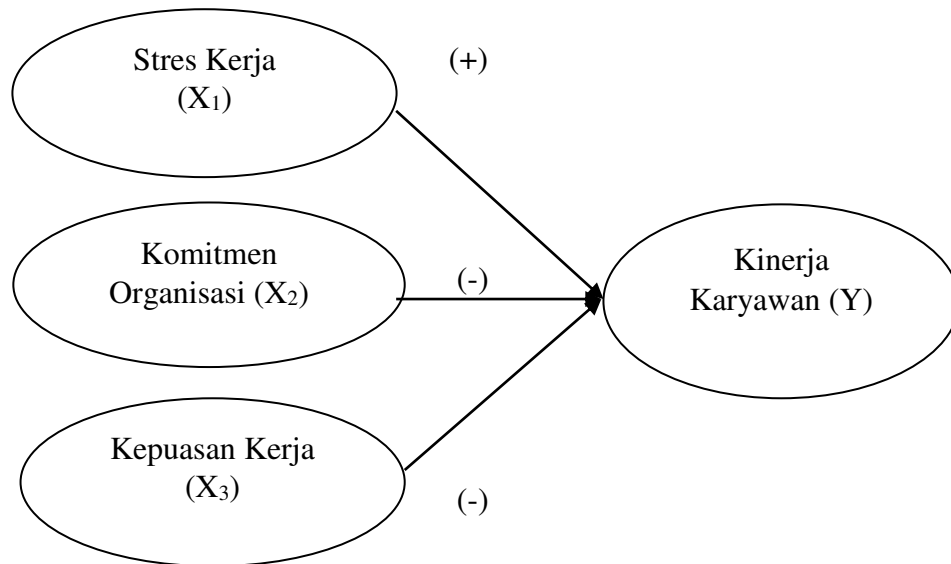 Stres Kerja
(X₁)
(+)
Komitmen
Organisasi (X₂)
(-)
Kinerja
Karyawan (Y)
Kepuasan Kerja
(X₃)
(-)